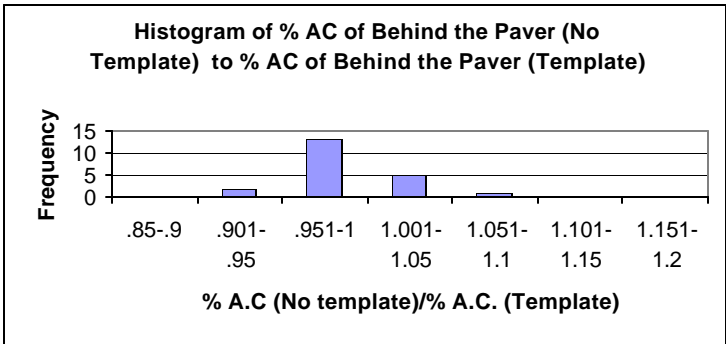 Histogram of % AC of Behind the Paver (No
Template) to % AC of Behind the Paver (Template)
Frequency
15
10
5
0
.85-.9 .901- .951-1 1.001- 1.051- 1.101- 1.151-
.95 1.05 1.1 1.15 1.2
% A.C (No template)/% A.C. (Template)